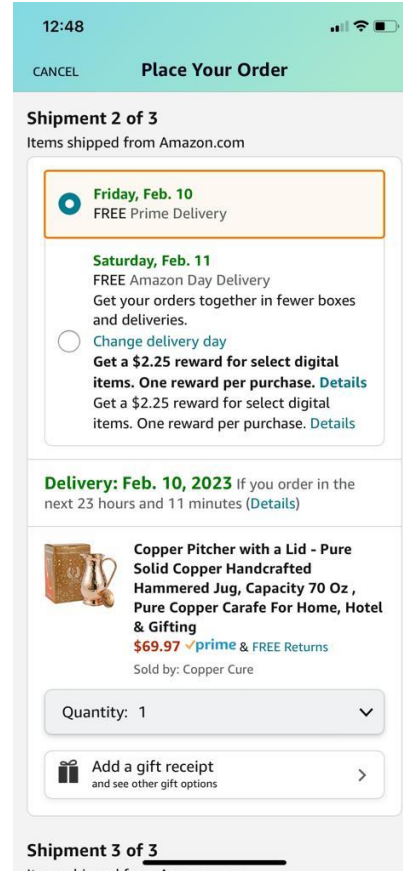 12:48
CANCEL
Place Your Order
Shipment 2 of 3
Items shipped from Amazon.com
Friday, Feb. 10
FREE Prime Delivery
Saturday, Feb. 11
FREE Amazon Day Delivery
Get your orders together in fewer boxes
and deliveries.
Change delivery day
Get a $2.25 reward for select digital
items. One reward per purchase. Details
Get a $2.25 reward for select digital
items. One reward per purchase. Details
Delivery: Feb. 10, 2023 If you order in the
next 23 hours and 11 minutes (Details)
Copper Pitcher with a Lid - Pure
Solid Copper Handcrafted
Hammered Jug, Capacity 70 Oz ,
Pure Copper Carafe For Home, Hotel
& Gifting
$69.97 prime & FREE Returns
Sold by: Copper Cure
Quantity: 1
Add a gift receipt
and see other gift options
Shipment 3 of 3